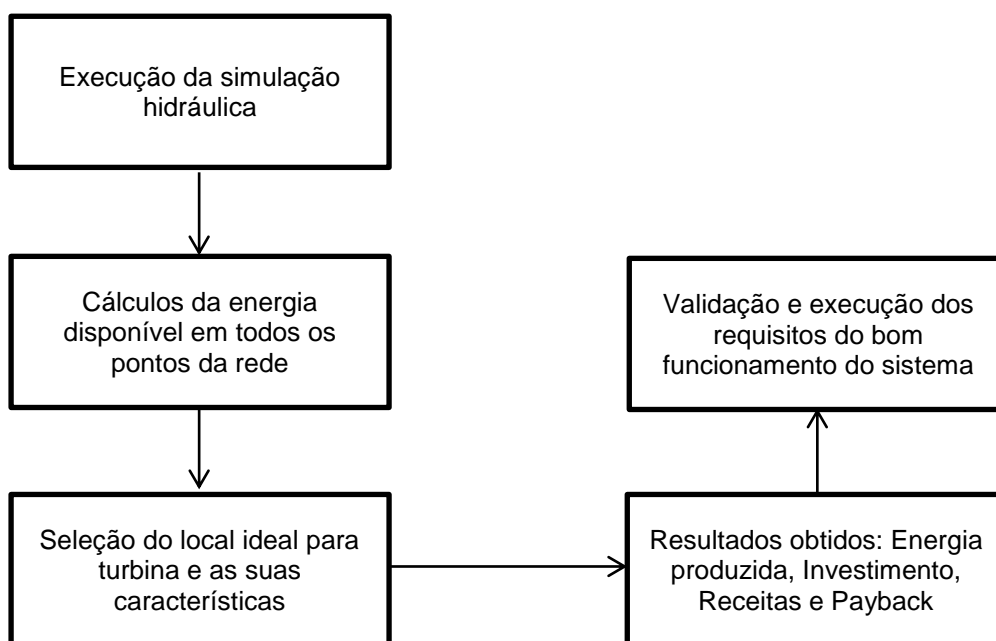 Execução da simulação
hidráulica
Cálculos da energia
disponível em todos os
pontos da rede
Seleção do local ideal para
turbina e as suas
características
Resultados obtidos: Energia
produzida, Investimento,
Receitas e Payback
Validação e execução dos
requisitos do bom
funcionamento do sistema